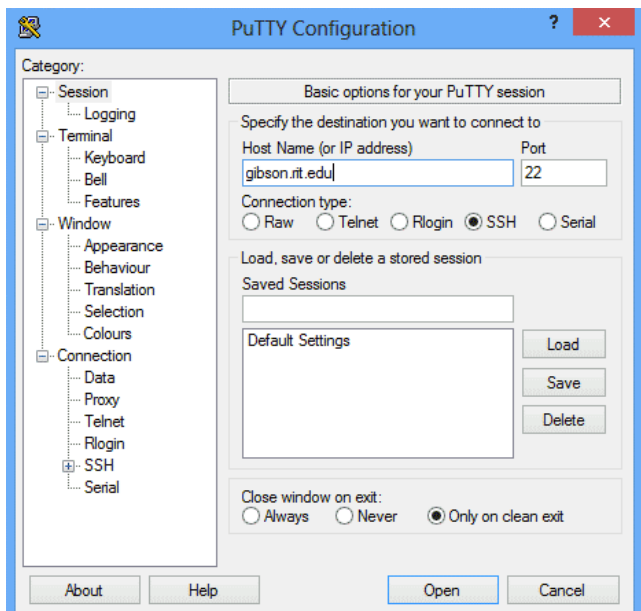 PuTTY Configuration
?
×
Category:
Session
Logging
Terminal
Keyboard
Bell
Features
Window
Appearance
Behaviour
Translation
Selection
Colours
Connection
Data
Proxy
Telnet
Rlogin
SSH
Serial
Basic options for your PuTTY session
Specify the destination you want to connect to
Host Name (or IP address) Port
gibson.rit.edu 22
Connection type:
Raw Telnet Rlogin SSH Serial
Load, save or delete a stored session
Saved Sessions
Default Settings
Load
Save
Delete
Close window on exit:
Always Never Only on clean exit
About Help Open Cancel